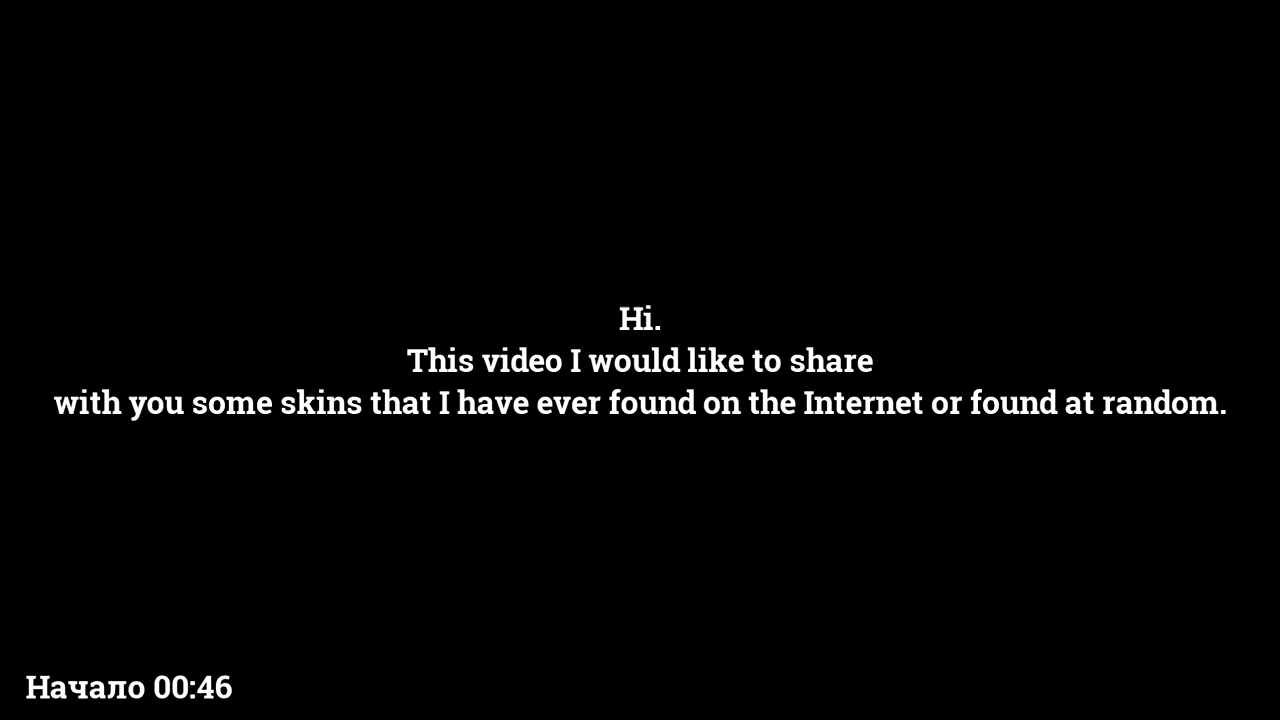 Hi.
This video I would like to share
with you some skins that I have ever found on the Internet or found at random.
Начало 00:46